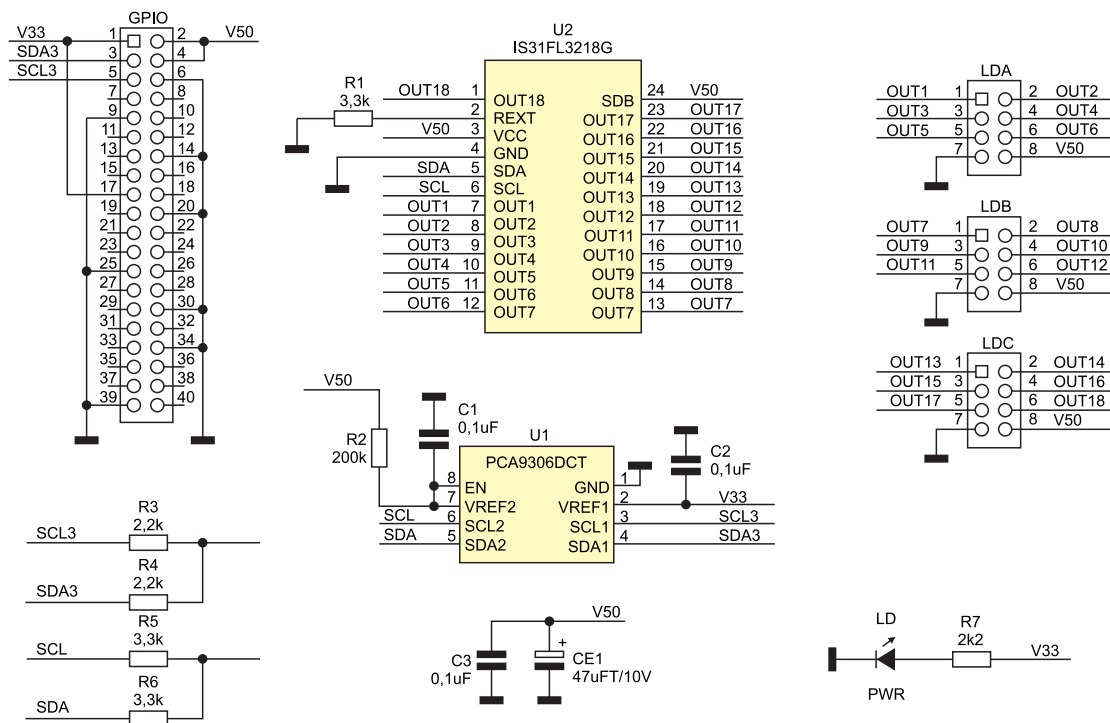 GPIO
V33 1 2 V50
SDA3 3 4
SCL3 5 6
7 8
9 10
11 12
13 14
15 16
17 18
19 20
21 22
23 24
25 26
27 28
29 30
31 32
33 34
35 36
37 38
39 40
U2
IS31FL3218G
R1
3,3k
OUT18 1 OUT18 SDB 24 V50
2 REXT OUT17 23 OUT17
V50 3 VCC OUT16 22 OUT16
4 GND OUT15 21 OUT15
SDA 5 SDA OUT14 20 OUT14
SCL 6 SCL OUT13 19 OUT13
OUT1 7 OUT1 OUT12 18 OUT12
OUT2 8 OUT2 OUT11 17 OUT11
OUT3 9 OUT3 OUT10 16 OUT10
OUT4 10 OUT4 OUT9 15 OUT9
OUT5 11 OUT5
OUT6 OUT8 14 OUT8
OUT6 12 OUT7 OUT7 13 OUT7
LDA
OUT1 1 2 OUT2
OUT3 3 4 OUT4
OUT5 5 6 OUT6
7 8 V50
LDB
OUT7 1 2 OUT8
OUT9 3 4 OUT10
OUT11 5 6 OUT12
7 8 V50
LDC
OUT13 1 2 OUT14
OUT15 3 4 OUT16
OUT17 5 6 OUT18
7 8 V50
V50
R2
200k
C1
0,1uF
U1
PCA9306DCT
C2
0,1uF
8 EN GND 1
7 VREF2 VREF1 2 V33
SCL 6 SCL2 SCL1 3 SCL3
SDA 5 SDA2 SDA1 4 SDA3
R3
SCL3 2,2k
R4
SDA3 2,2k
R5
SCL 3,3k
R6
SDA 3,3k
V50
C3
0,1uF
+
CE1
47uFT/10V
LD
PWR
R7
2k2
V33